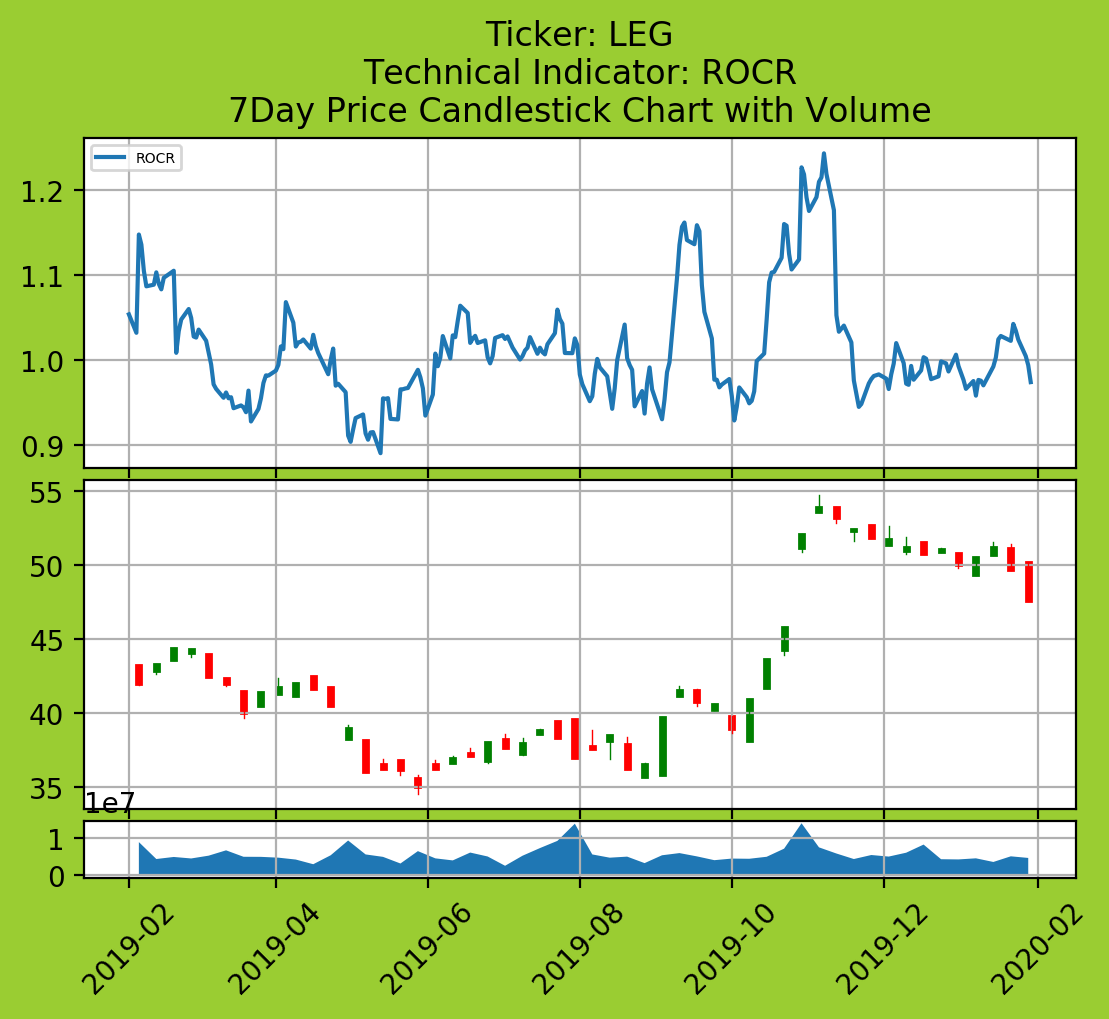 Ticker: LEG
Technical Indicator: ROCR
7Day Price Candlestick Chart with Volume
ROCR
1.2
1.1
1.0
0.9
55
50
45
40
35
1e7
1
0
2019-02 2019-04 2019-06 2019-08 2019-10 2019-12 2020-02